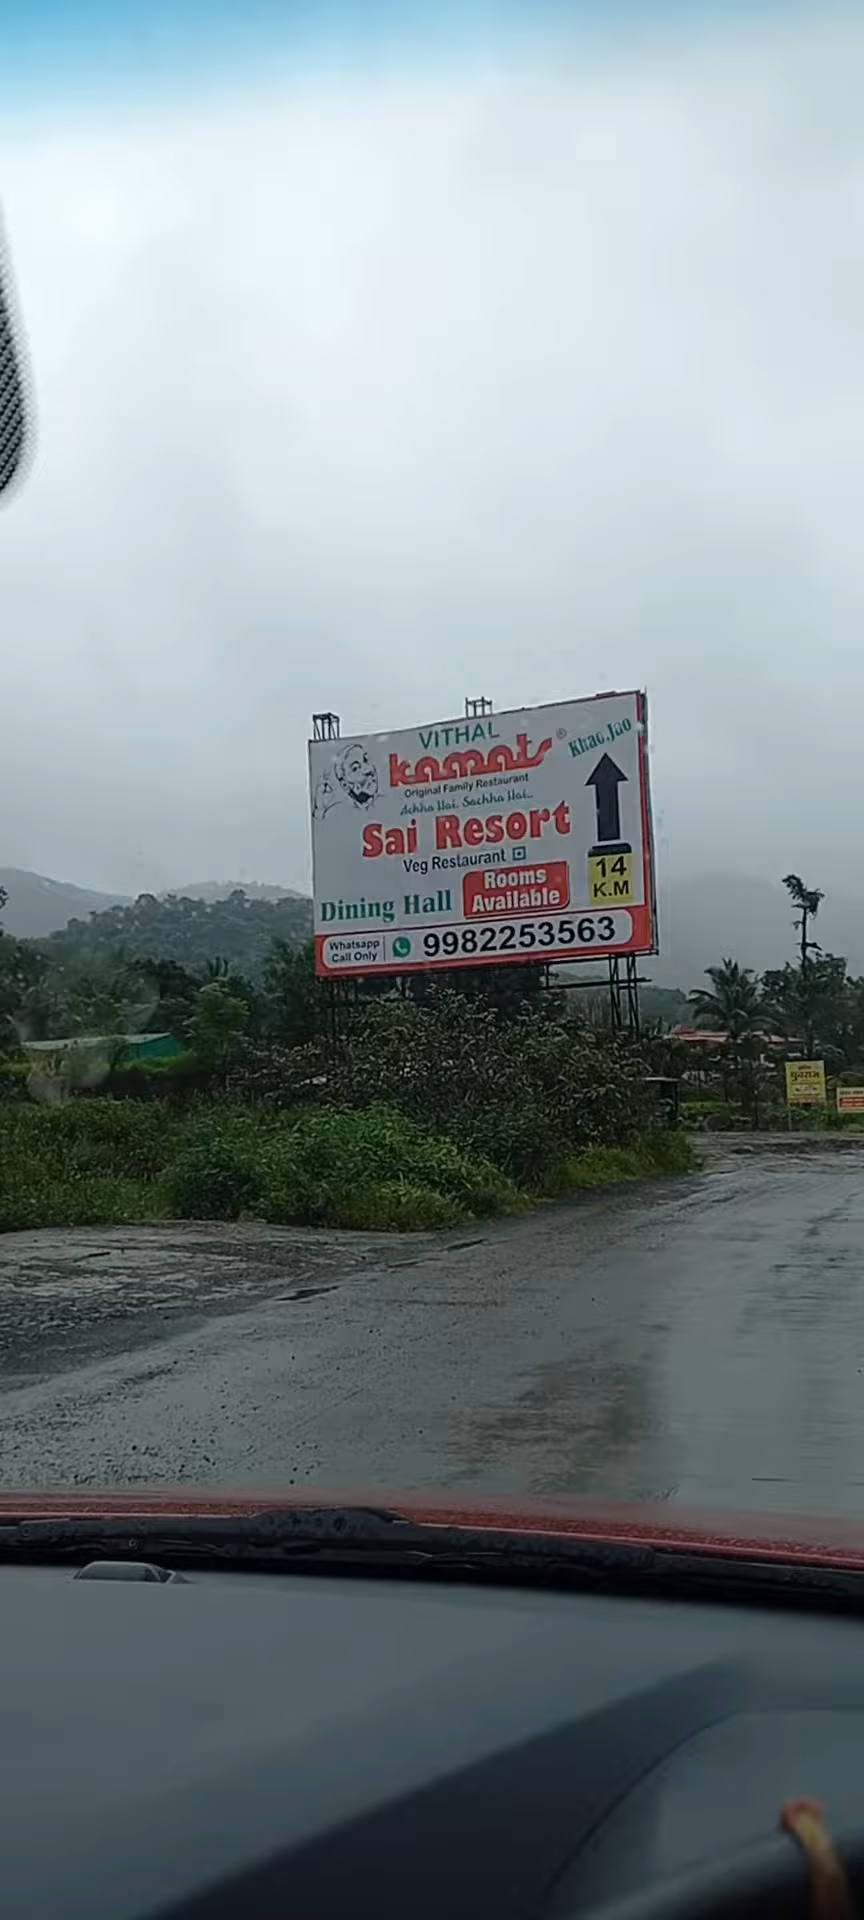 VITHAL
kamats®
Khao.Jao
Original Family Restaurant
Achha Hai. Sachha Hai..
Sai Resort
Veg Restaurant
14
K.M
Rooms
Available
Dining Hall
Whatsapp
Call Only
9982253563
युवराज